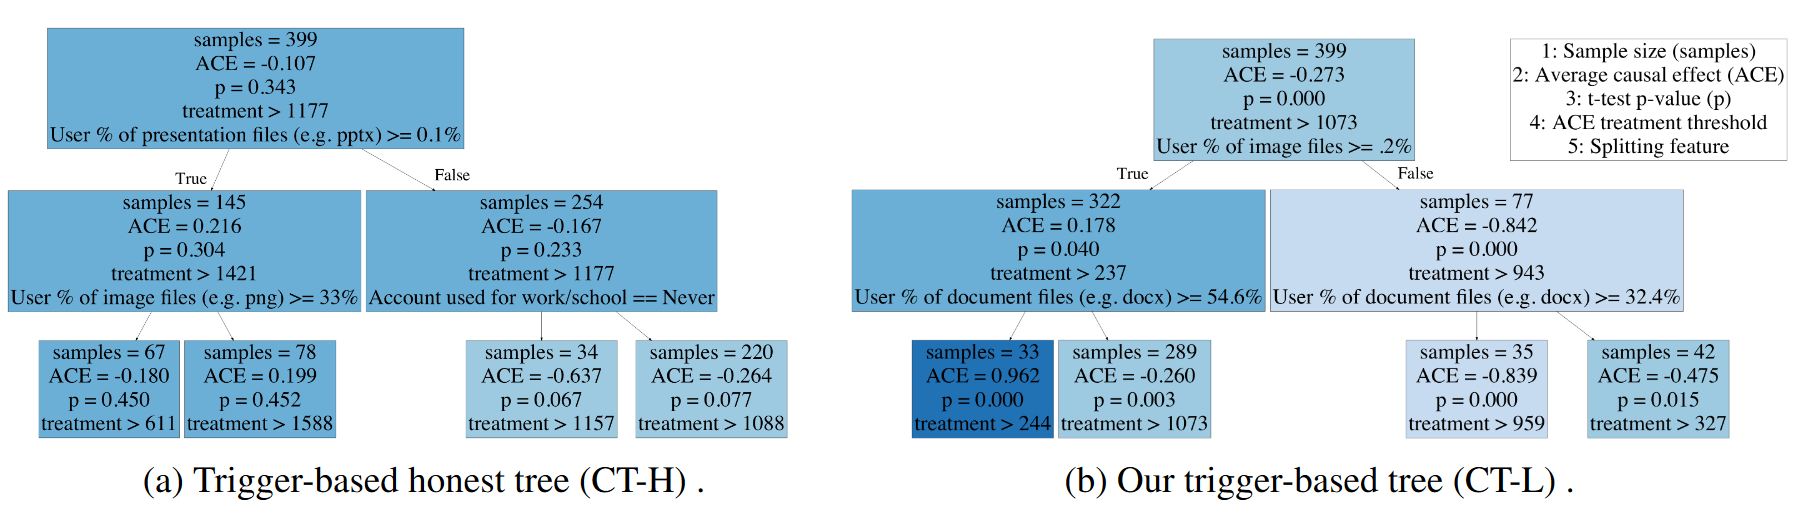 samples = 399
ACE = -0.107
p = 0.343
treatment > 1177
User % of presentation files (e.g. pptx) >= 0.1%
True
False
samples = 145
ACE = 0.216
p = 0.304
treatment > 1421
User % of image files (e.g. png) >= 33%
samples = 254
ACE = -0.167
p = 0.233
treatment > 1177
Account used for work/school == Never
samples = 67
ACE = -0.180
p = 0.450
treatment > 611
samples = 78
ACE = 0.199
p = 0.452
treatment > 1588
samples = 34
ACE = -0.637
p = 0.067
treatment > 1157
samples = 220
ACE = -0.264
p = 0.077
treatment > 1088
(a) Trigger-based honest tree (CT-H) .
samples = 399
ACE = -0.273
p = 0.000
treatment > 1073
User % of image files >= .2%
1: Sample size (samples)
2: Average causal effect (ACE)
3: t-test p-value (p)
4: ACE treatment threshold
5: Splitting feature
True
False
samples = 322
ACE = 0.178
p = 0.040
treatment > 237
User % of document files (e.g. docx) >= 54.6%
samples = 77
ACE = -0.842
p = 0.000
treatment > 943
User % of document files (e.g. docx) >= 32.4%
samples = 33
ACE = 0.962
p = 0.000
treatment > 244
samples = 289
ACE = -0.260
p = 0.003
treatment > 1073
samples = 35
ACE = -0.839
p = 0.000
treatment > 959
samples = 42
ACE = -0.475
p = 0.015
treatment > 327
(b) Our trigger-based tree (CT-L) .